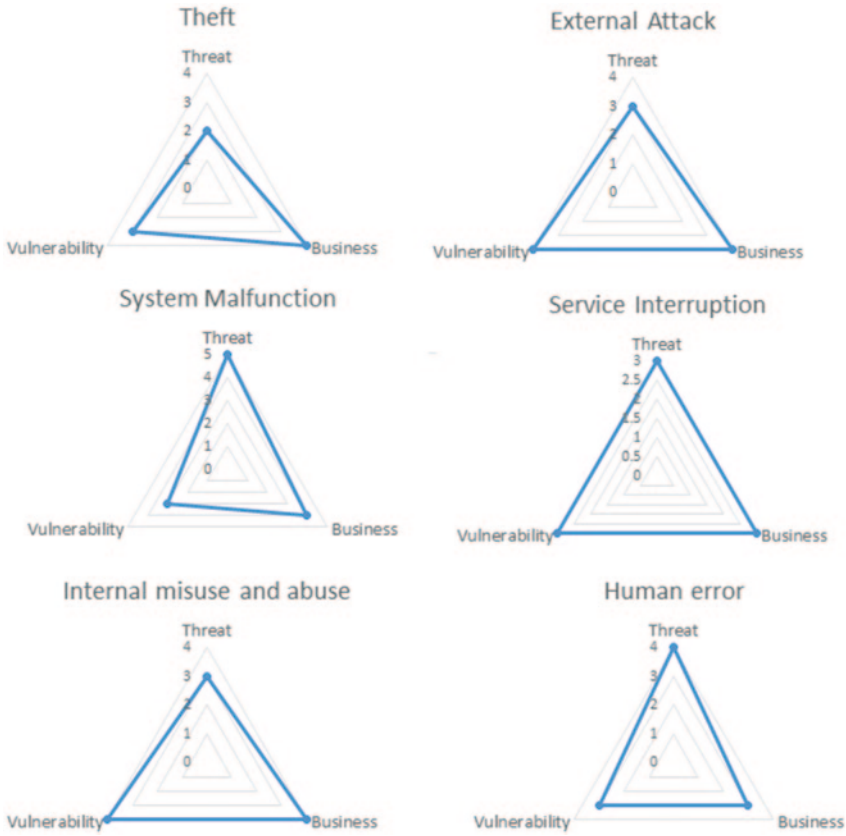 Theft
Threat
4
3
2
1
0
Vulnerability
Business
External Attack
Threat
4
3
2
1
0
Vulnerability
Business
System Malfunction
Threat
5
4
3
2
1
0
Vulnerability
Business
Service Interruption
Threat
3
2.5
2
1.5
1
0.5
0
Vulnerability
Business
Internal misuse and abuse
Threat
4
3
2
1
0
Vulnerability
Business
Human error
Threat
4
3
2
1
0
Vulnerability
Business